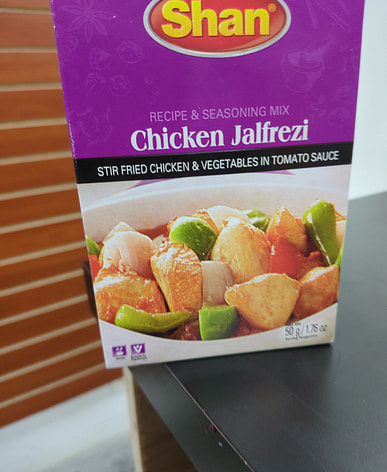 Shan
RECIPE & SEASONING MIX
Chicken Jalfrezi
STIR FRIED CHICKEN & VEGETABLES IN TOMATO SAUCE
50 g / 1.76 oz